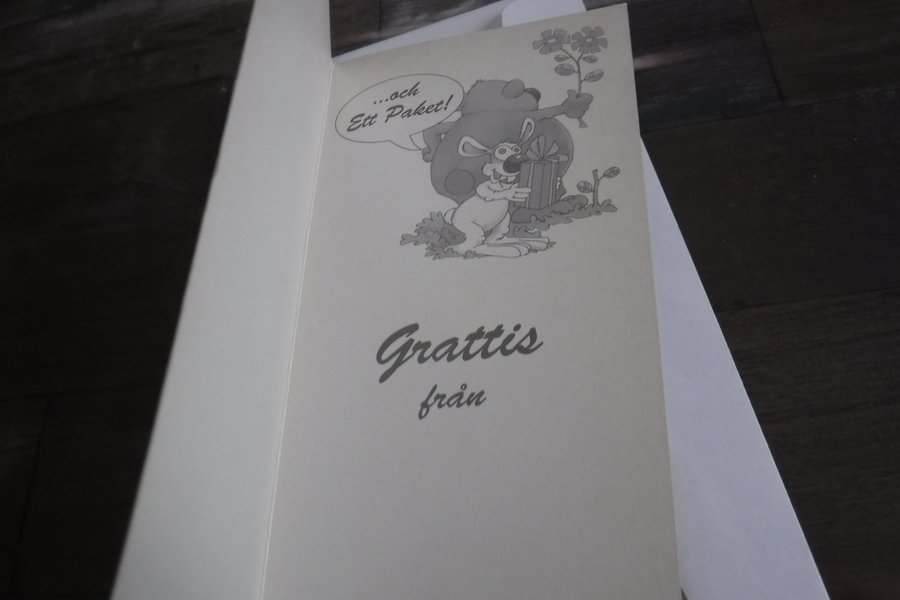 ...och
Ett Paket!
Grattis
från